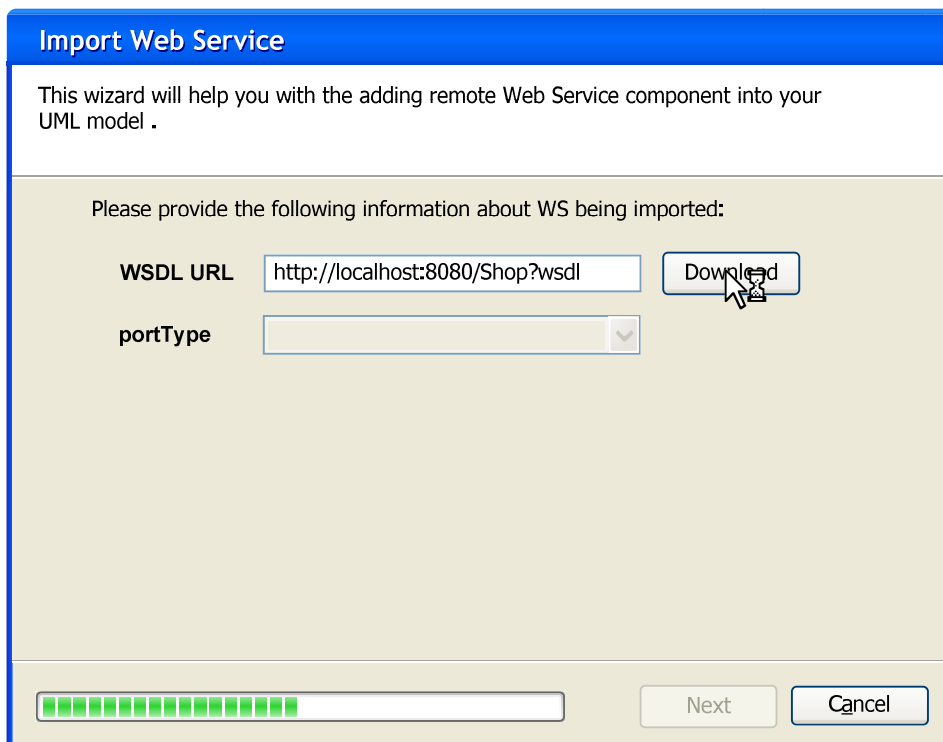 Import Web Service
This wizard will help you with the adding remote Web Service component into your
UML model .
Please provide the following information about WS being imported:
WSDL URL http://localhost:8080/Shop?wsdl Download
portType
Next Cancel